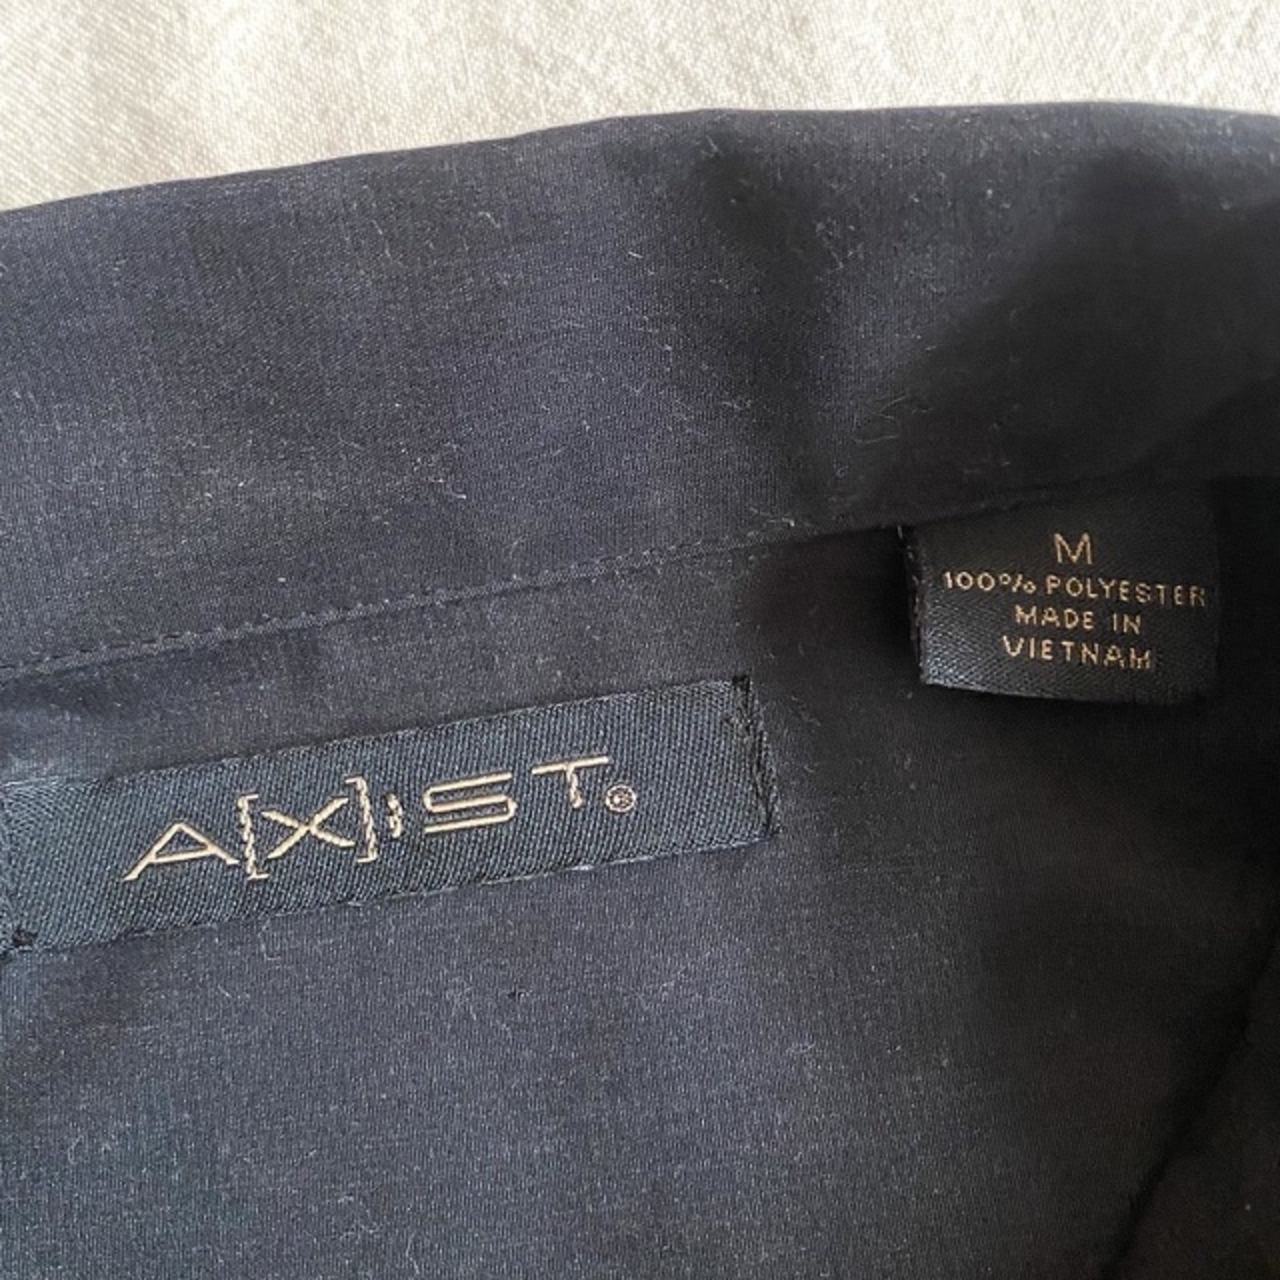 M
100% POLYESTER
MADE IN
VIETNAM
A[X]iST®